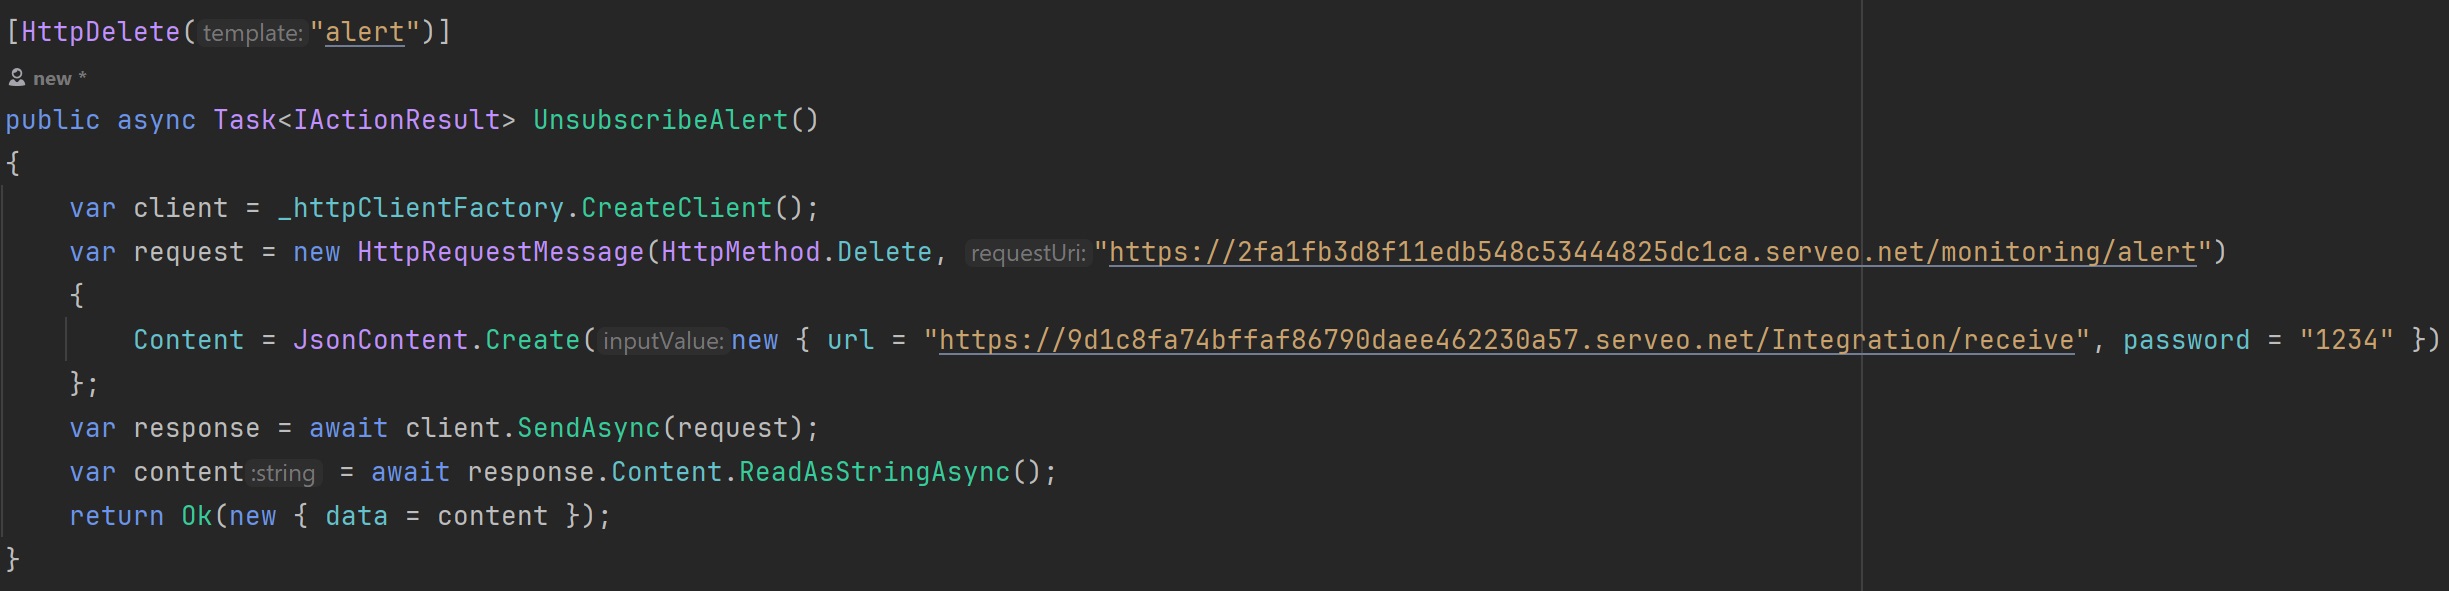 [HttpDelete(template:"alert")]
new *
public async Task<IActionResult> UnsubscribeAlert()
{
    var client = _httpClientFactory.CreateClient();
    var request = new HttpRequestMessage(HttpMethod.Delete, requestUri:"https://2fa1fb3d8f11edb548c53444825dc1ca.serveo.net/monitoring/alert")
    {
        Content = JsonContent.Create(inputValue:new { url = "https://9d1c8fa74bffaf86790daee462230a57.serveo.net/Integration/receive", password = "1234" })
    };
    var response = await client.SendAsync(request);
    var content:string = await response.Content.ReadAsStringAsync();
    return Ok(new { data = content });
}